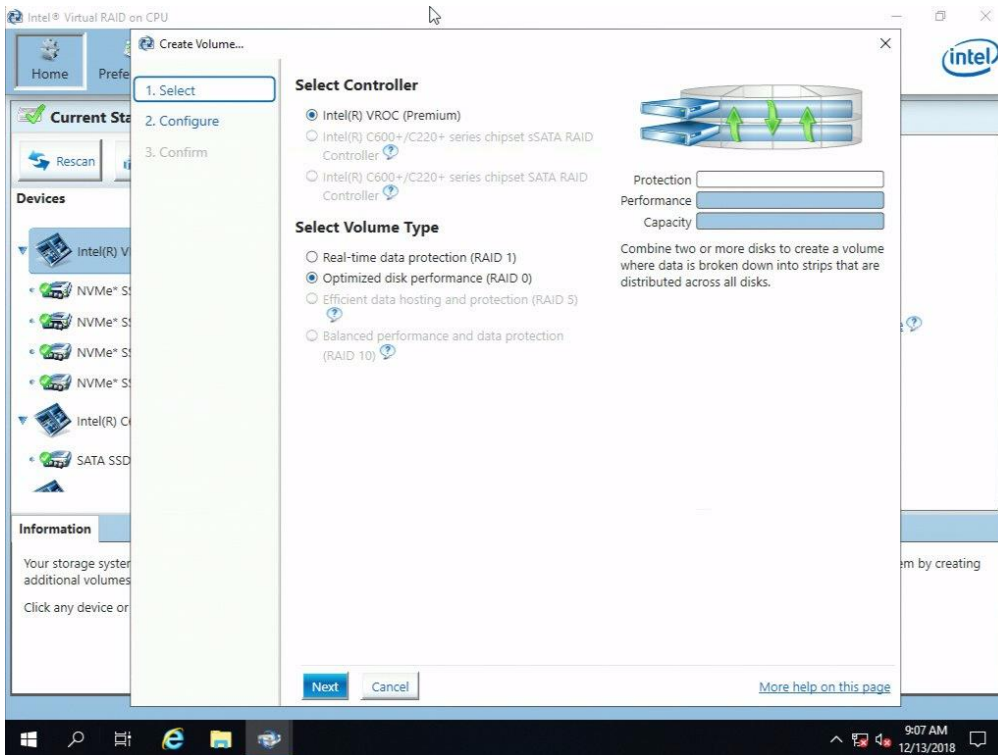 Intel® Virtual RAID on CPU
Home
Prefe
intel
Current Sta
Rescan
Devices
Intel(R) V
NVMe* S
NVMe* S
NVMe* S
NVMe* S
Intel(R) C
SATA SSD
Information
Your storage system
additional volumes
Click any device or
em by creating
Create Volume...
1. Select
2. Configure
3. Confirm
Select Controller
Intel(R) VROC (Premium)
Intel(R) C600+/C220+ series chipset sSATA RAID
Controller ?
Intel(R) C600+/C220+ series chipset SATA RAID
Controller ?
Select Volume Type
Real-time data protection (RAID 1)
Optimized disk performance (RAID 0)
Efficient data hosting and protection (RAID 5)
?
Balanced performance and data protection
(RAID 10) ?
Protection
Performance
Capacity
Combine two or more disks to create a volume
where data is broken down into strips that are
distributed across all disks.
Next
Cancel
More help on this page
9:07 AM
12/13/2018